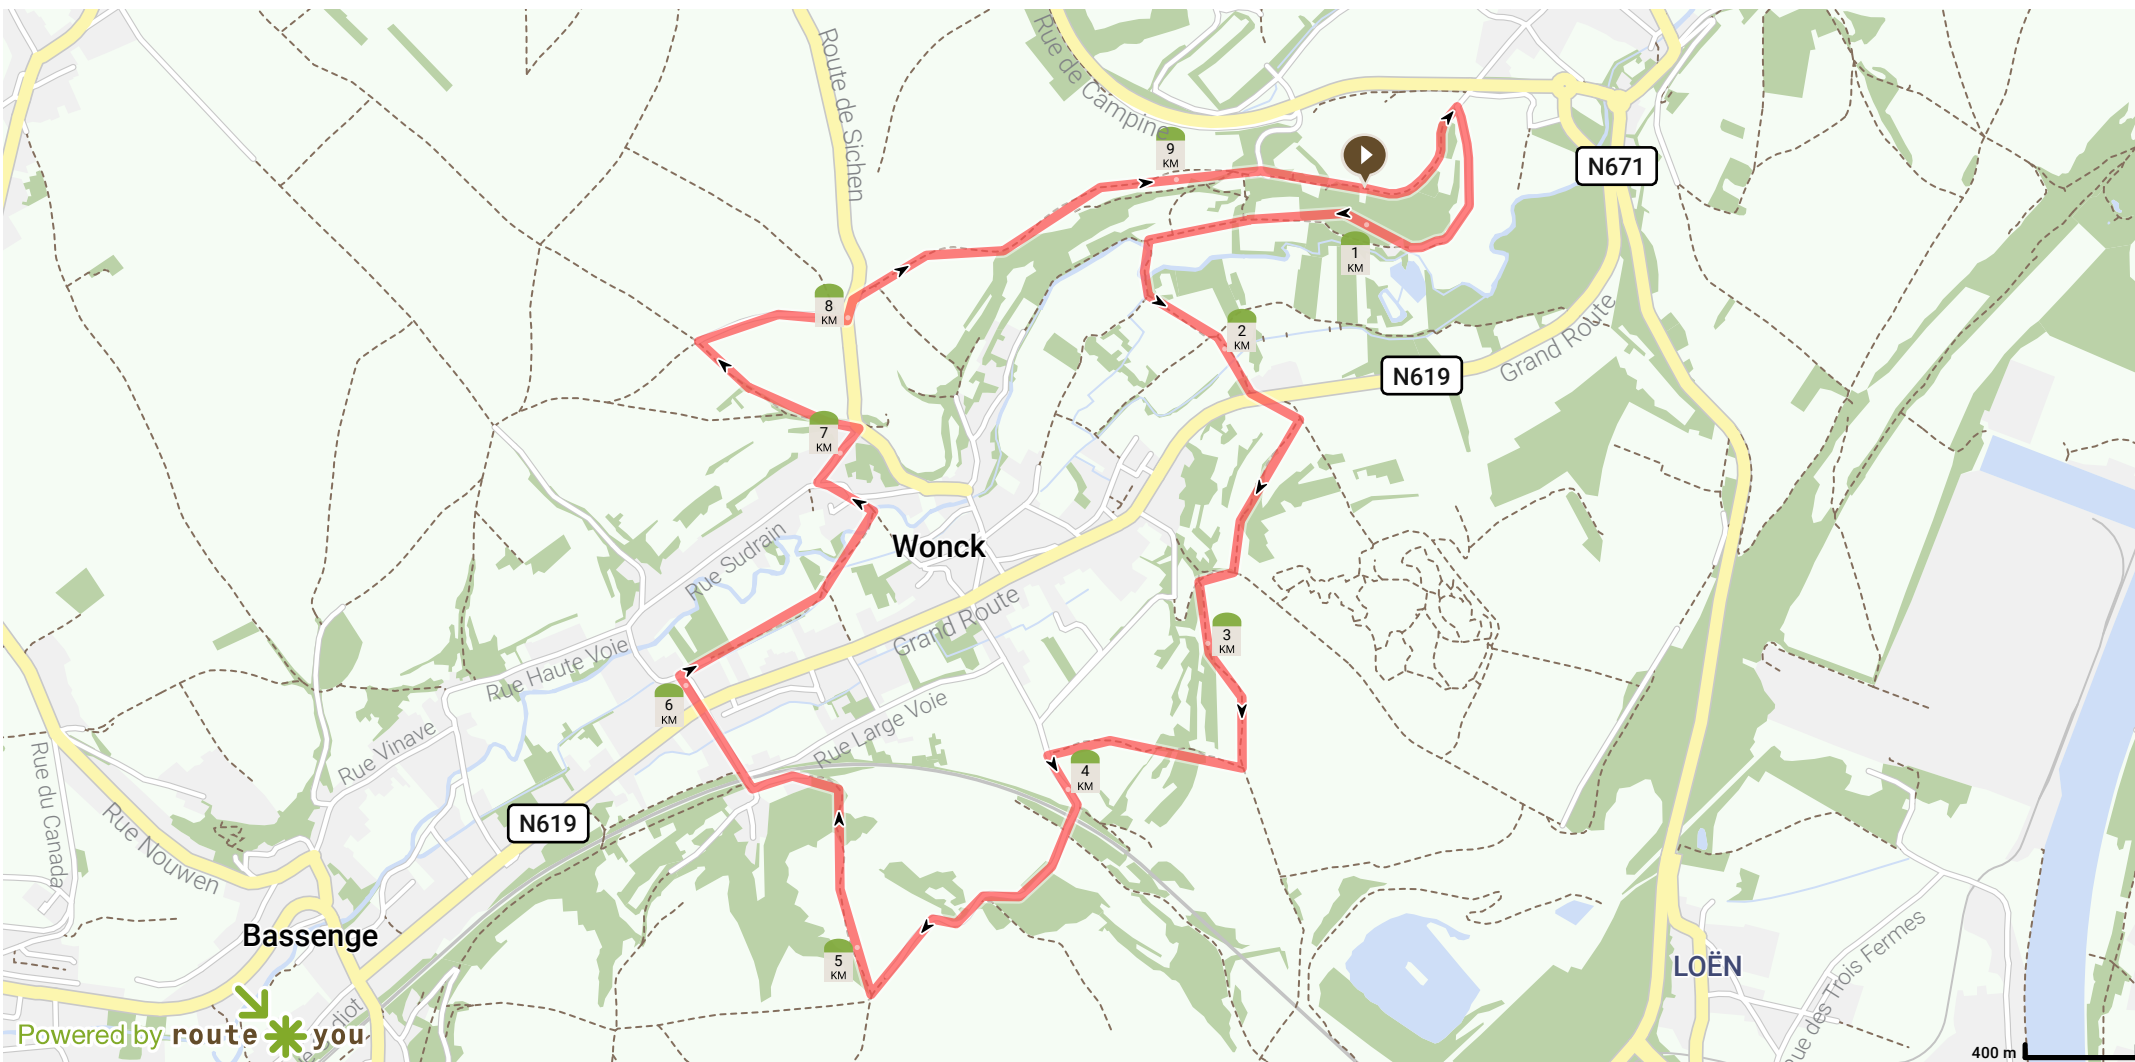 Route de Sichen
Rue de Campine
N671
9
KM
1
KM
8
KM
2
KM
Grand Route
N619
7
KM
Wonck
Rue Sudrain
Grand Route
3
KM
Rue Haute Voie
6
KM
Rue Large Voie
Rue Vinave
4
KM
Rue du Canada
Rue Nouwen
N619
Bassenge
5
KM
LOËN
Rue des Trois Fermes
Powered by routeyou
400 m